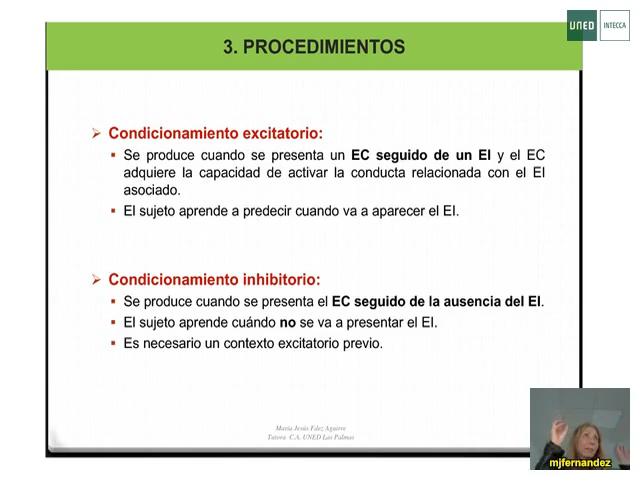 UNED INTECCA
3. PROCEDIMIENTOS
➢ Condicionamiento excitatorio:
▪ Se produce cuando se presenta un EC seguido de un EI y el EC
adquiere la capacidad de activar la conducta relacionada con el EI
asociado.
▪ El sujeto aprende a predecir cuando va a aparecer el EI.
➢ Condicionamiento inhibitorio:
▪ Se produce cuando se presenta el EC seguido de la ausencia del EI.
▪ El sujeto aprende cuándo no se va a presentar el EI.
▪ Es necesario un contexto excitatorio previo.
María Jesús Fdez Aguirre
Tutora C.A. UNED Las Palmas
mjfernandez